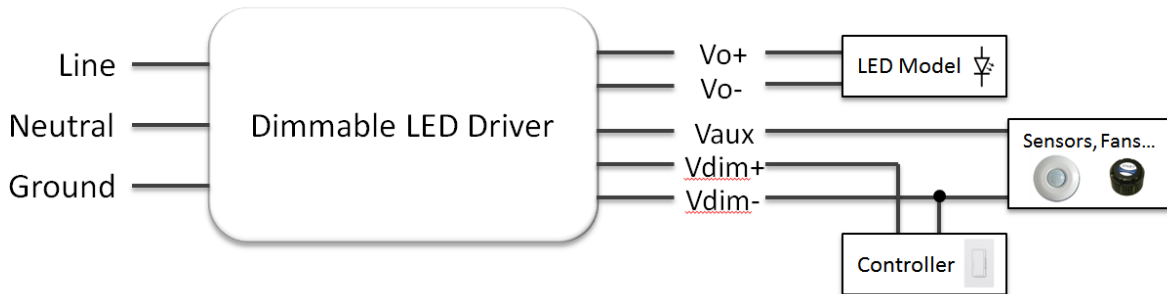 Line
Neutral
Ground
Dimmable LED Driver
Vo+
Vo-
Vaux
Vdim+
Vdim-
LED Model
Sensors, Fans...
Controller